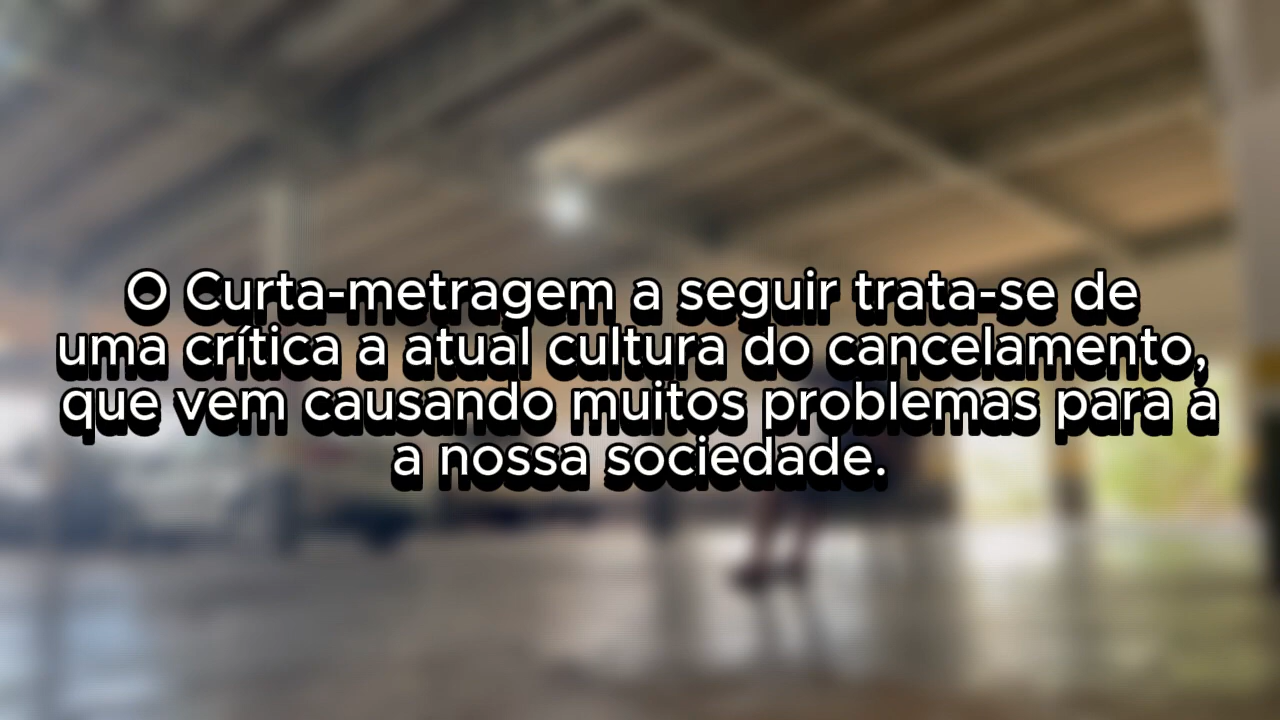 O Curta-metragem a seguir trata-se de
uma crítica a atual cultura do cancelamento,
que vem causando muitos problemas para a
a nossa sociedade.